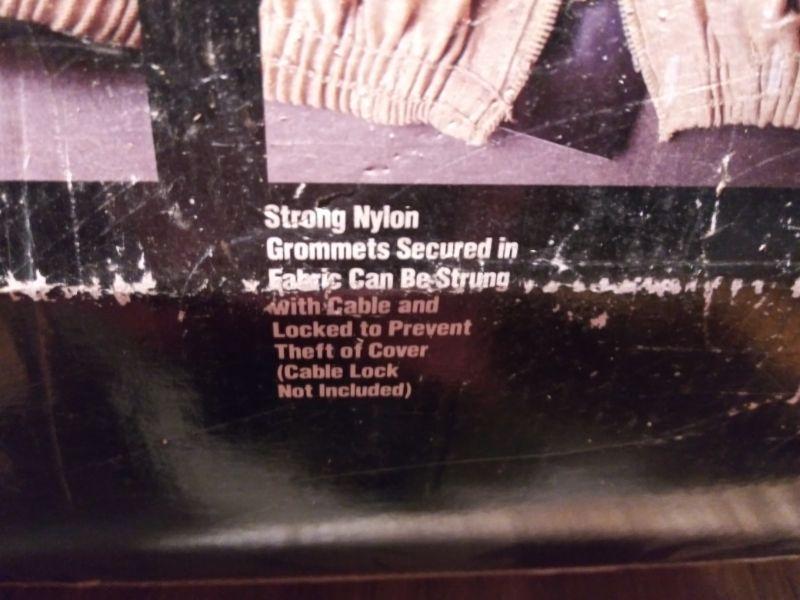 Strong Nylon
Grommets Secured in
Fabric Can Be Strung
with Cable and
Locked to Prevent
Theft of Cover
(Cable Lock
Not Included)